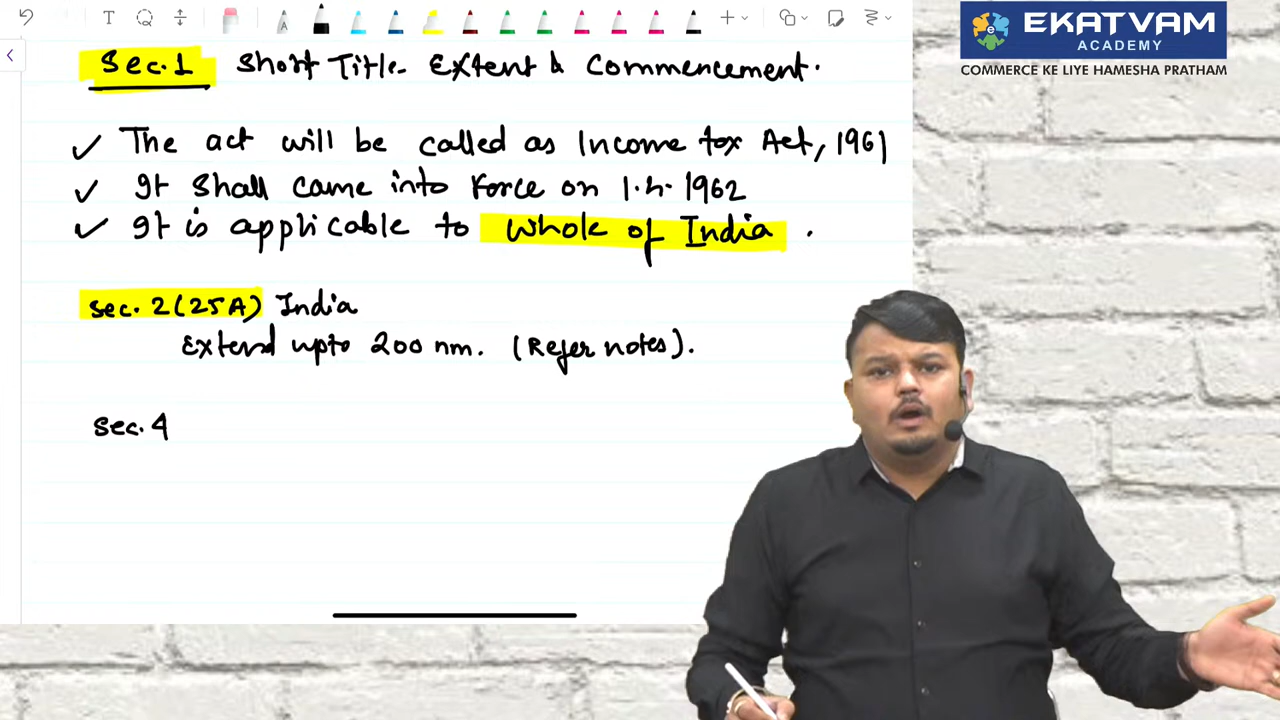 EKATVAM
ACADEMY
COMMERCE KE LIYE HAMESHA PRATHAM
Sec.1 Short Title Extent & Commencement.
The act will be called as Income tax Act, 1961
It shall came into Force on 1.4.1962
It is applicable to whole of India.
sec. 2(25A) India
Extend upto 200 nm. (Refer notes).
sec. 4